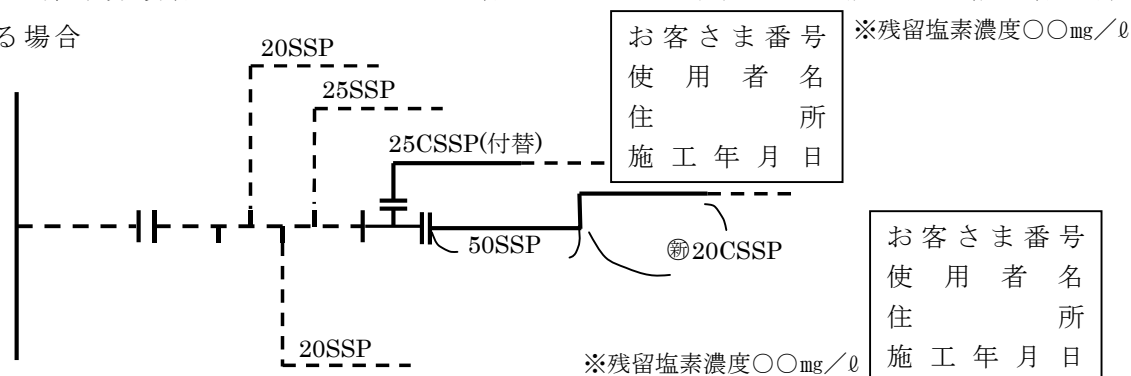 る場合
20SSP
25SSP
25CSSP(付替)
お客さま番号
使用者名
住所
施工年月日
※残留塩素濃度○○㎎／ℓ
50SSP
㊟20CSSP
お客さま番号
使用者名
住所
施工年月日
20SSP
※残留塩素濃度○○㎎／ℓ